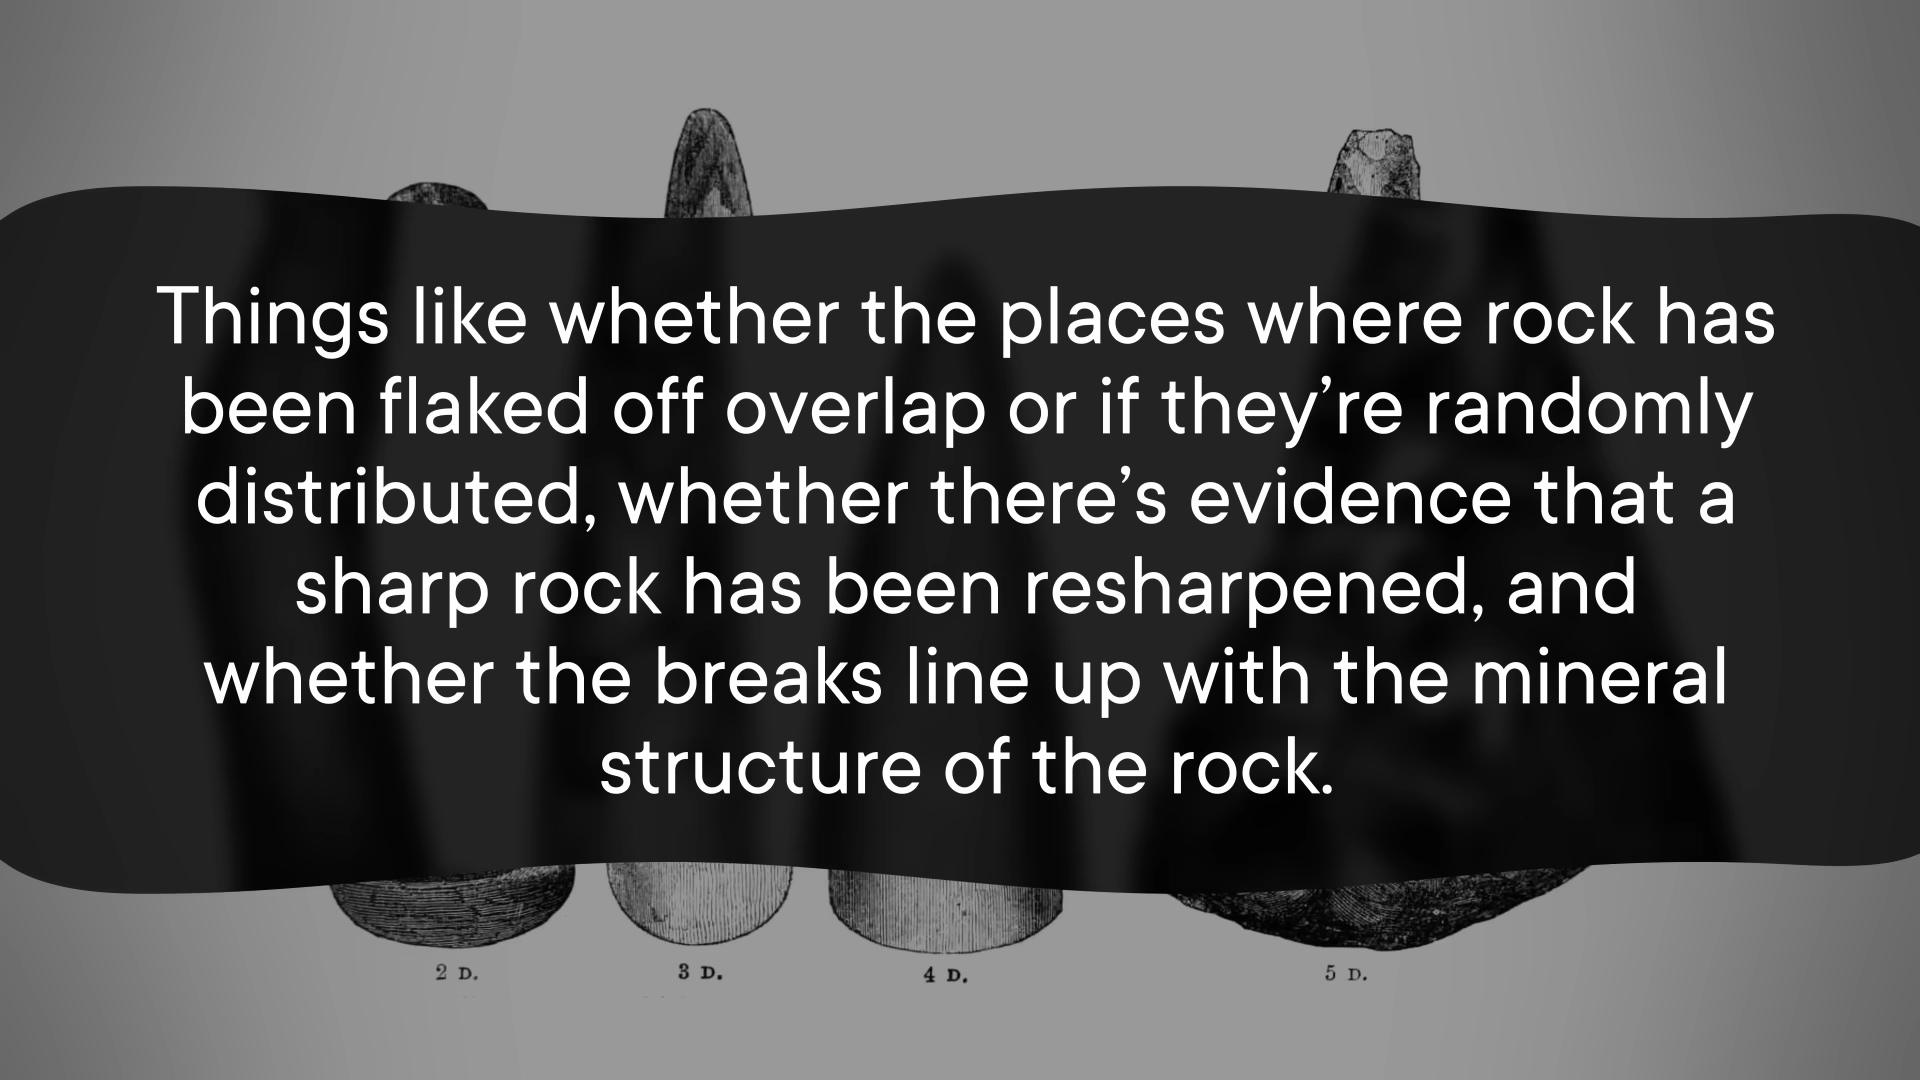 Things like whether the places where rock has
been flaked off overlap or if they’re randomly
distributed, whether there’s evidence that a
sharp rock has been resharpened, and
whether the breaks line up with the mineral
structure of the rock.
2 D.
3 D.
4 D.
5 D.